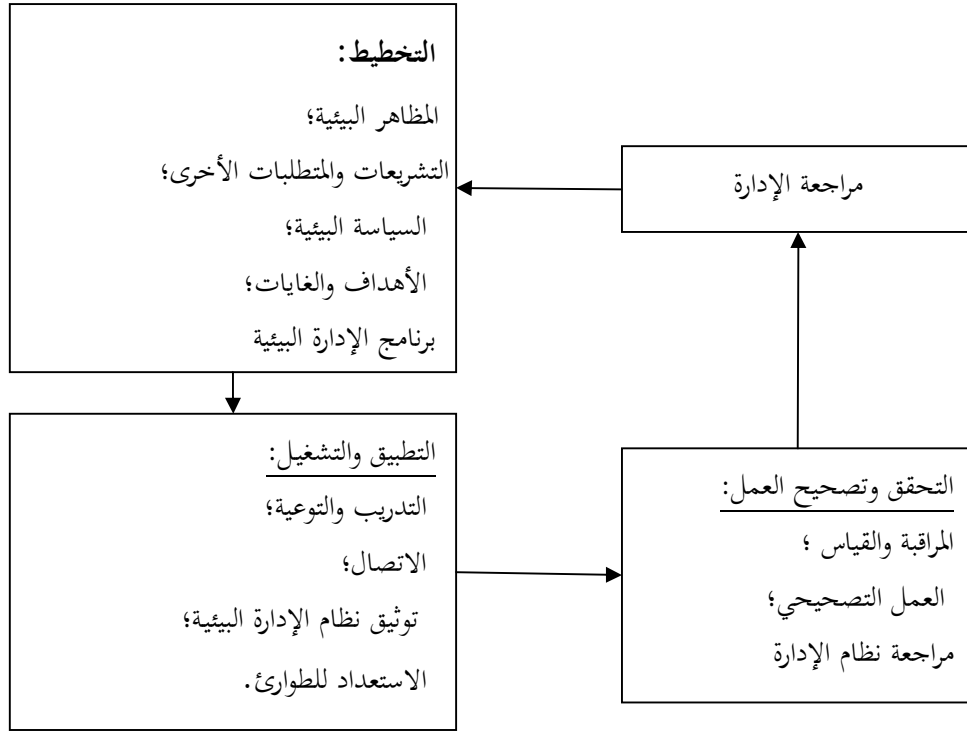 التخطيط:
المظاهر البيئية؛
التشريعات والمتطلبات الأخرى؛
السياسة البيئية؛
الأهداف والغايات؛
برنامج الإدارة البيئية
التطبيق والتشغيل:
التدريب والتوعية؛
الاتصال؛
توثيق نظام الإدارة البيئية؛
الاستعداد للطوارئ.
التحقق وتصحيح العمل:
المراقبة والقياس ؛
العمل التصحيحي؛
مراجعة نظام الإدارة
مراجعة الإدارة